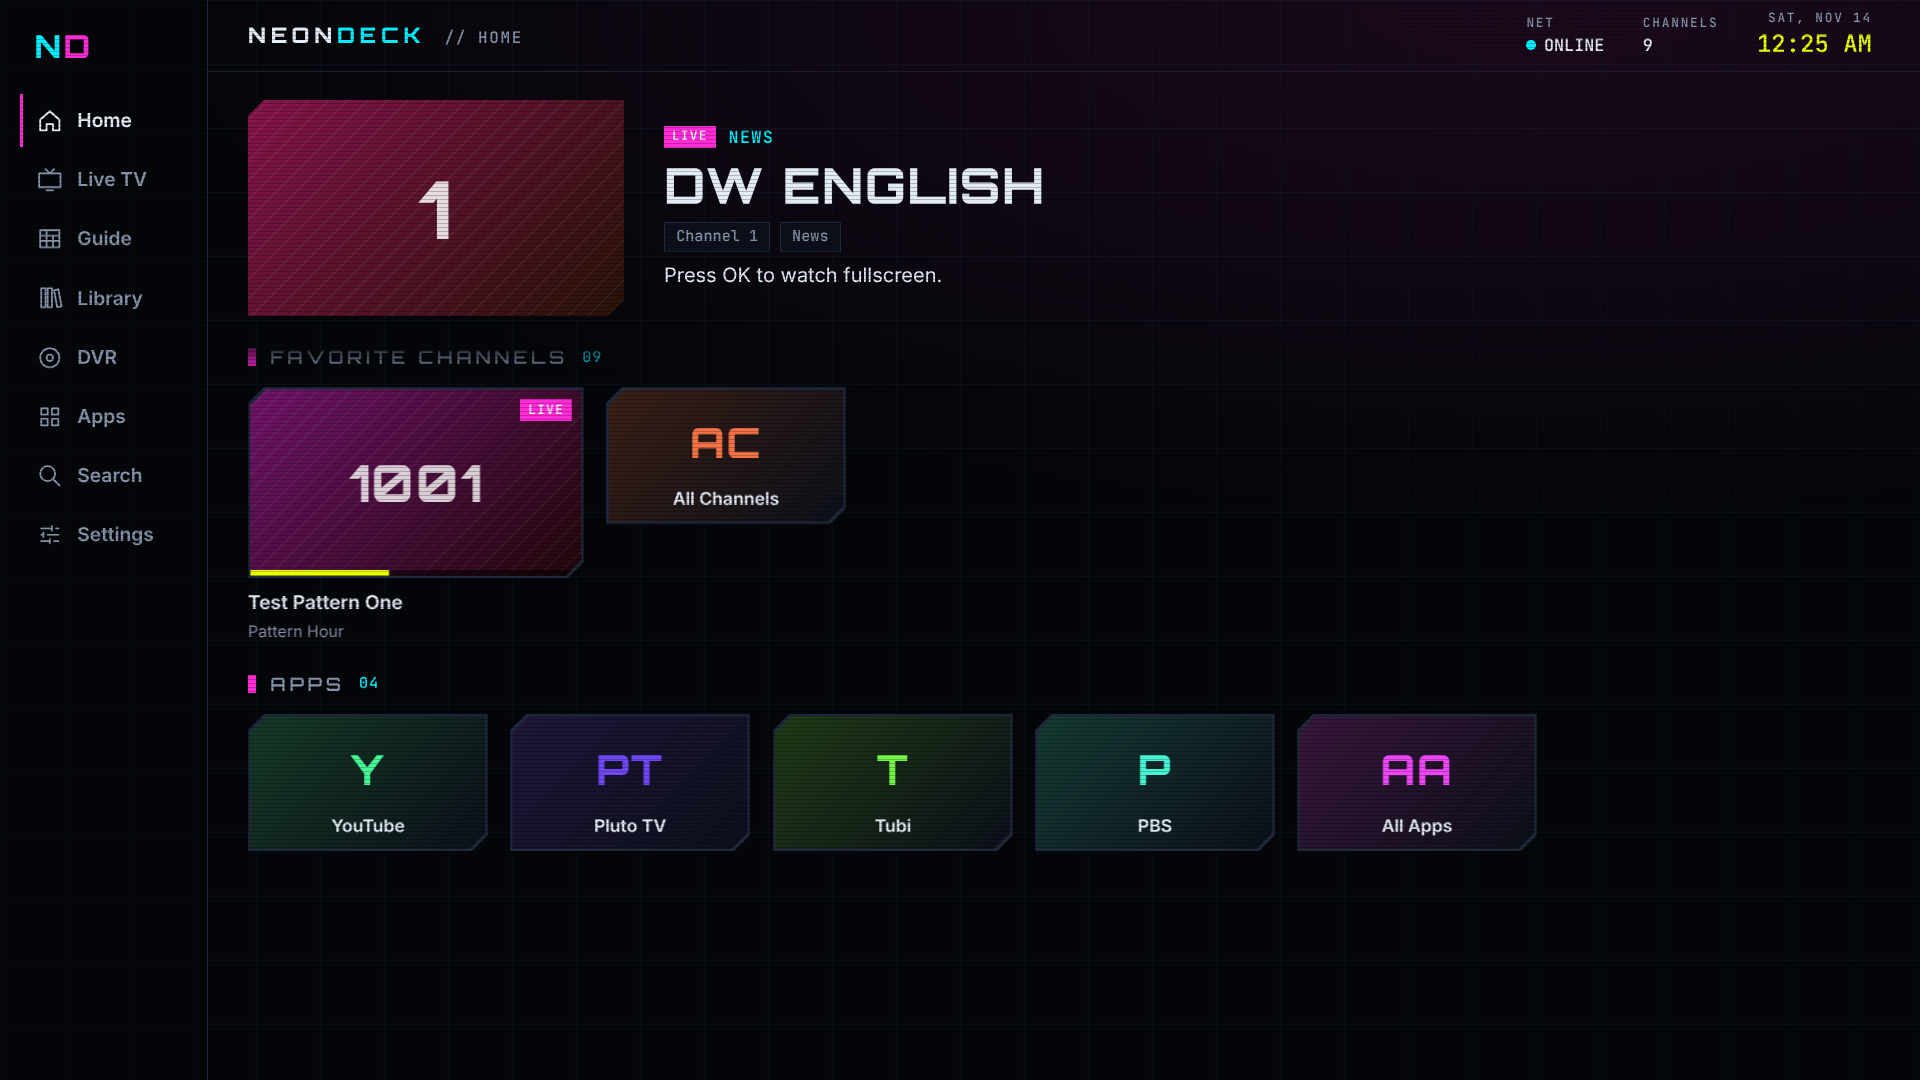 ND
Home
Live TV
Guide
Library
DVR
Apps
Search
Settings
NEONDECK // HOME
NET
ONLINE
CHANNELS
9
SAT, NOV 14
12:25 AM
1
LIVE NEWS
DW ENGLISH
Channel 1 News
Press OK to watch fullscreen.
FAVORITE CHANNELS 09
LIVE
1001
Test Pattern One
Pattern Hour
AC
All Channels
APPS 04
Y
YouTube
PT
Pluto TV
T
Tubi
P
PBS
AA
All Apps